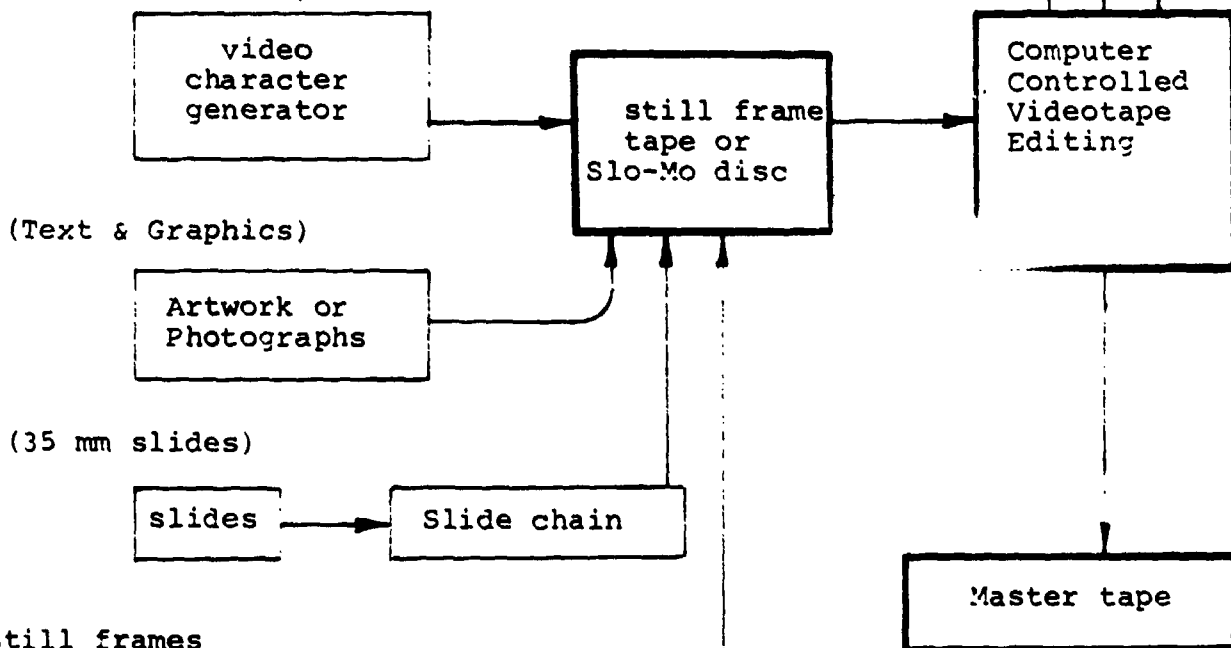 video
character
generator
still frame
tape or
Slo-Mo disc
Computer
Controlled
Videotape
Editing
(Text & Graphics)
Artwork or
Photographs
(35 mm slides)
slides
Slide chain
Master tape
still frames